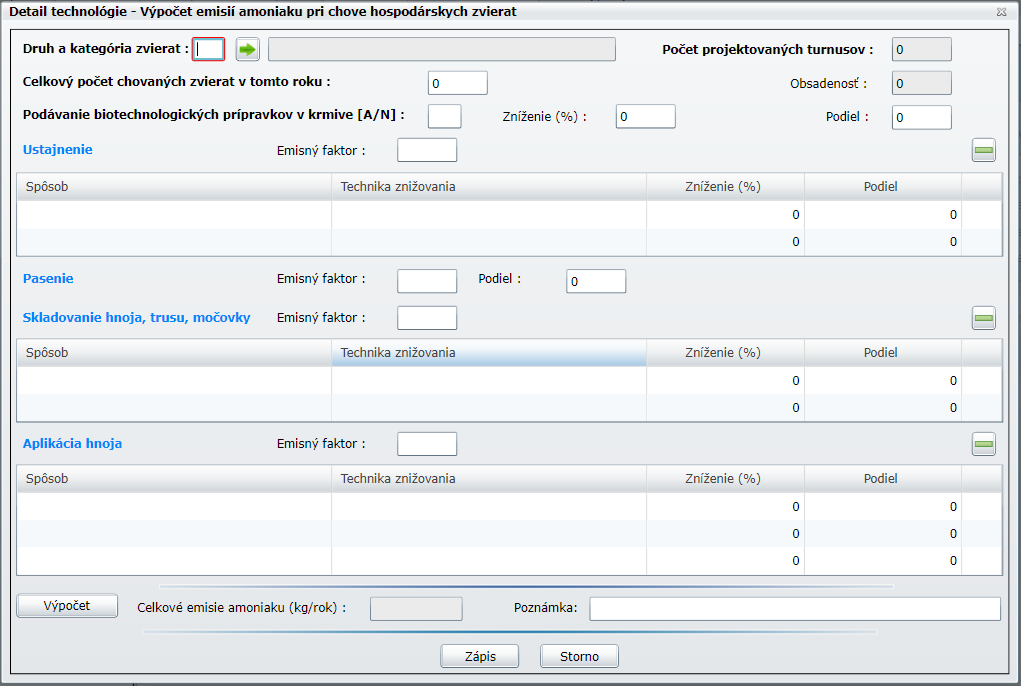 Detail technológie - Výpočet emisií amoniaku pri chove hospodárskych zvierat
Druh a kategória zvierat : Počet projektovaných turnusov : 0
Celkový počet chovaných zvierat v tomto roku : 0 Obsadenosť : 0
Podávanie biotechnologických prípravkov v krmive [A/N] : Zníženie (%) : 0 Podiel : 0
Ustajnenie Emisný faktor :
Spôsob Technika znižovania Zníženie (%) Podiel
0 0
0 0
Pasenie Emisný faktor : Podiel : 0
Skladovanie hnoja, trusu, močovky Emisný faktor :
Spôsob Technika znižovania Zníženie (%) Podiel
0 0
0 0
Aplikácia hnoja Emisný faktor :
Spôsob Technika znižovania Zníženie (%) Podiel
0 0
0 0
0 0
Výpočet Celkové emisie amoniaku (kg/rok) : Poznámka:
Zápis Storno